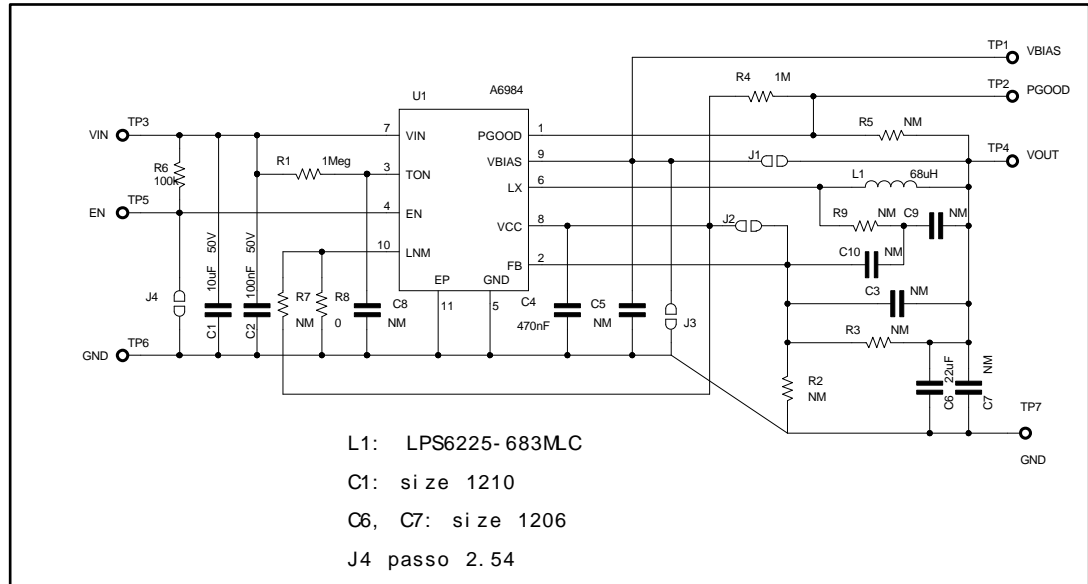 TP1 VBIAS
R4 1M
TP2 PGOOD
U1 A6984
VIN TP3
7 VIN
PGOOD 1
R5 NM
R6
100k
R1 1Meg
3 TON
VBIAS 9
J1
TP4 VOUT
LX 6
L1 68uH
EN TP5
4 EN
VCC 8
J2
R9 NM C9 NM
10 LNM
FB 2
C10 NM
J4
C1 10uF 50V
C2 100nF 50V
R7
NM
R8
0
C8
NM
EP
11
GND
5
C4
470nF
C5
NM
J3
C3 NM
R3 NM
GND TP6
R2
NM
C6 22uF
C7 NM
TP7
GND
L1: LPS6225-683MLC
C1: size 1210
C6, C7: size 1206
J4 passo 2.54